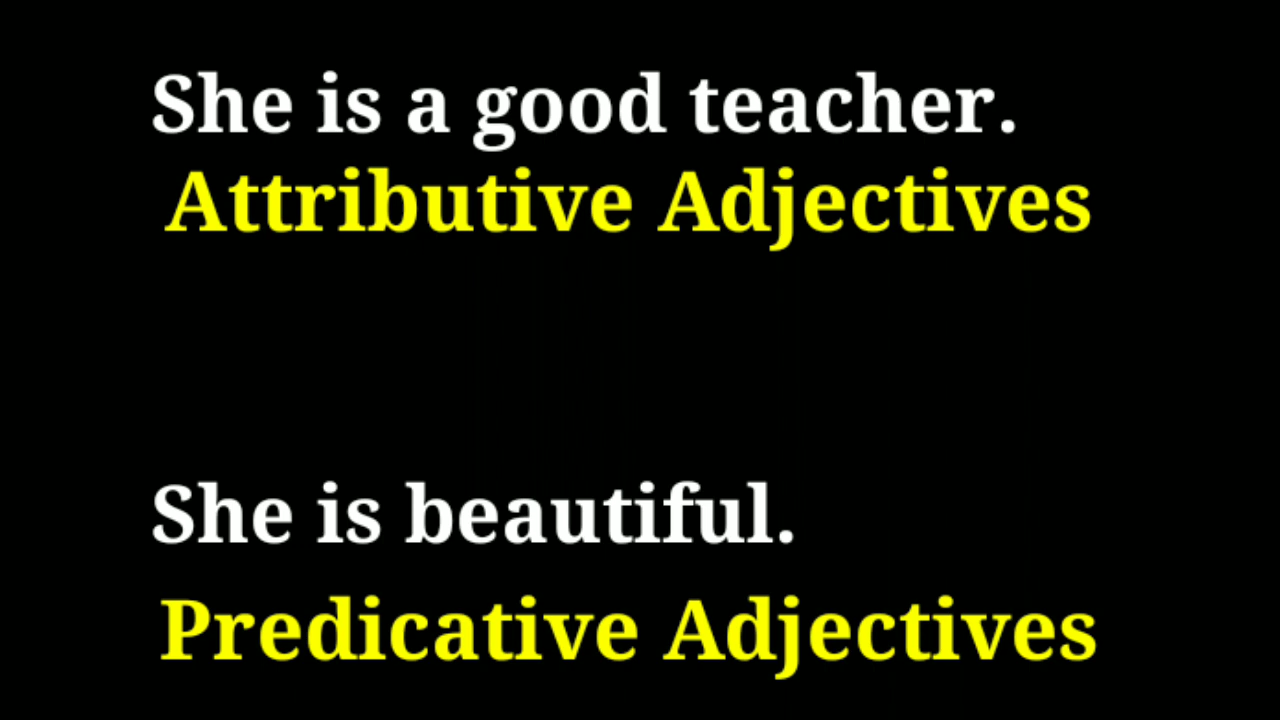 She is a good teacher.
Attributive Adjectives
She is beautiful.
Predicative Adjectives